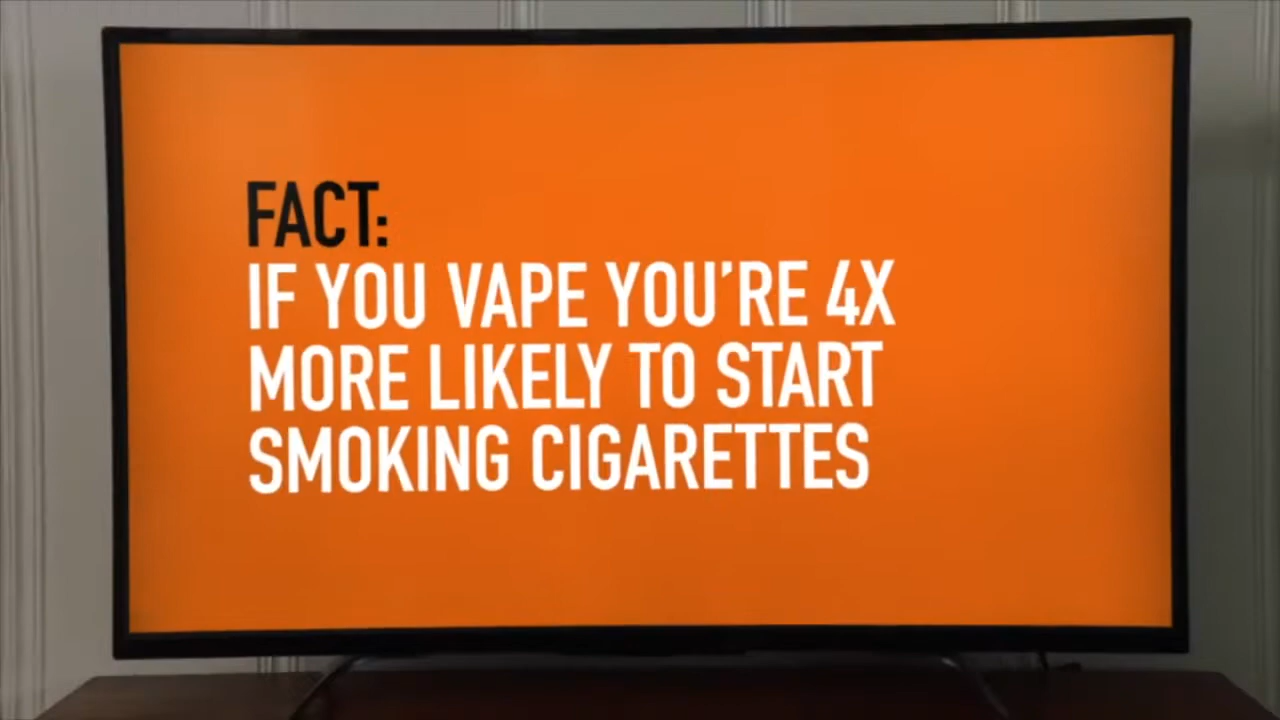 FACT:
IF YOU VAPE YOU'RE 4X
MORE LIKELY TO START
SMOKING CIGARETTES